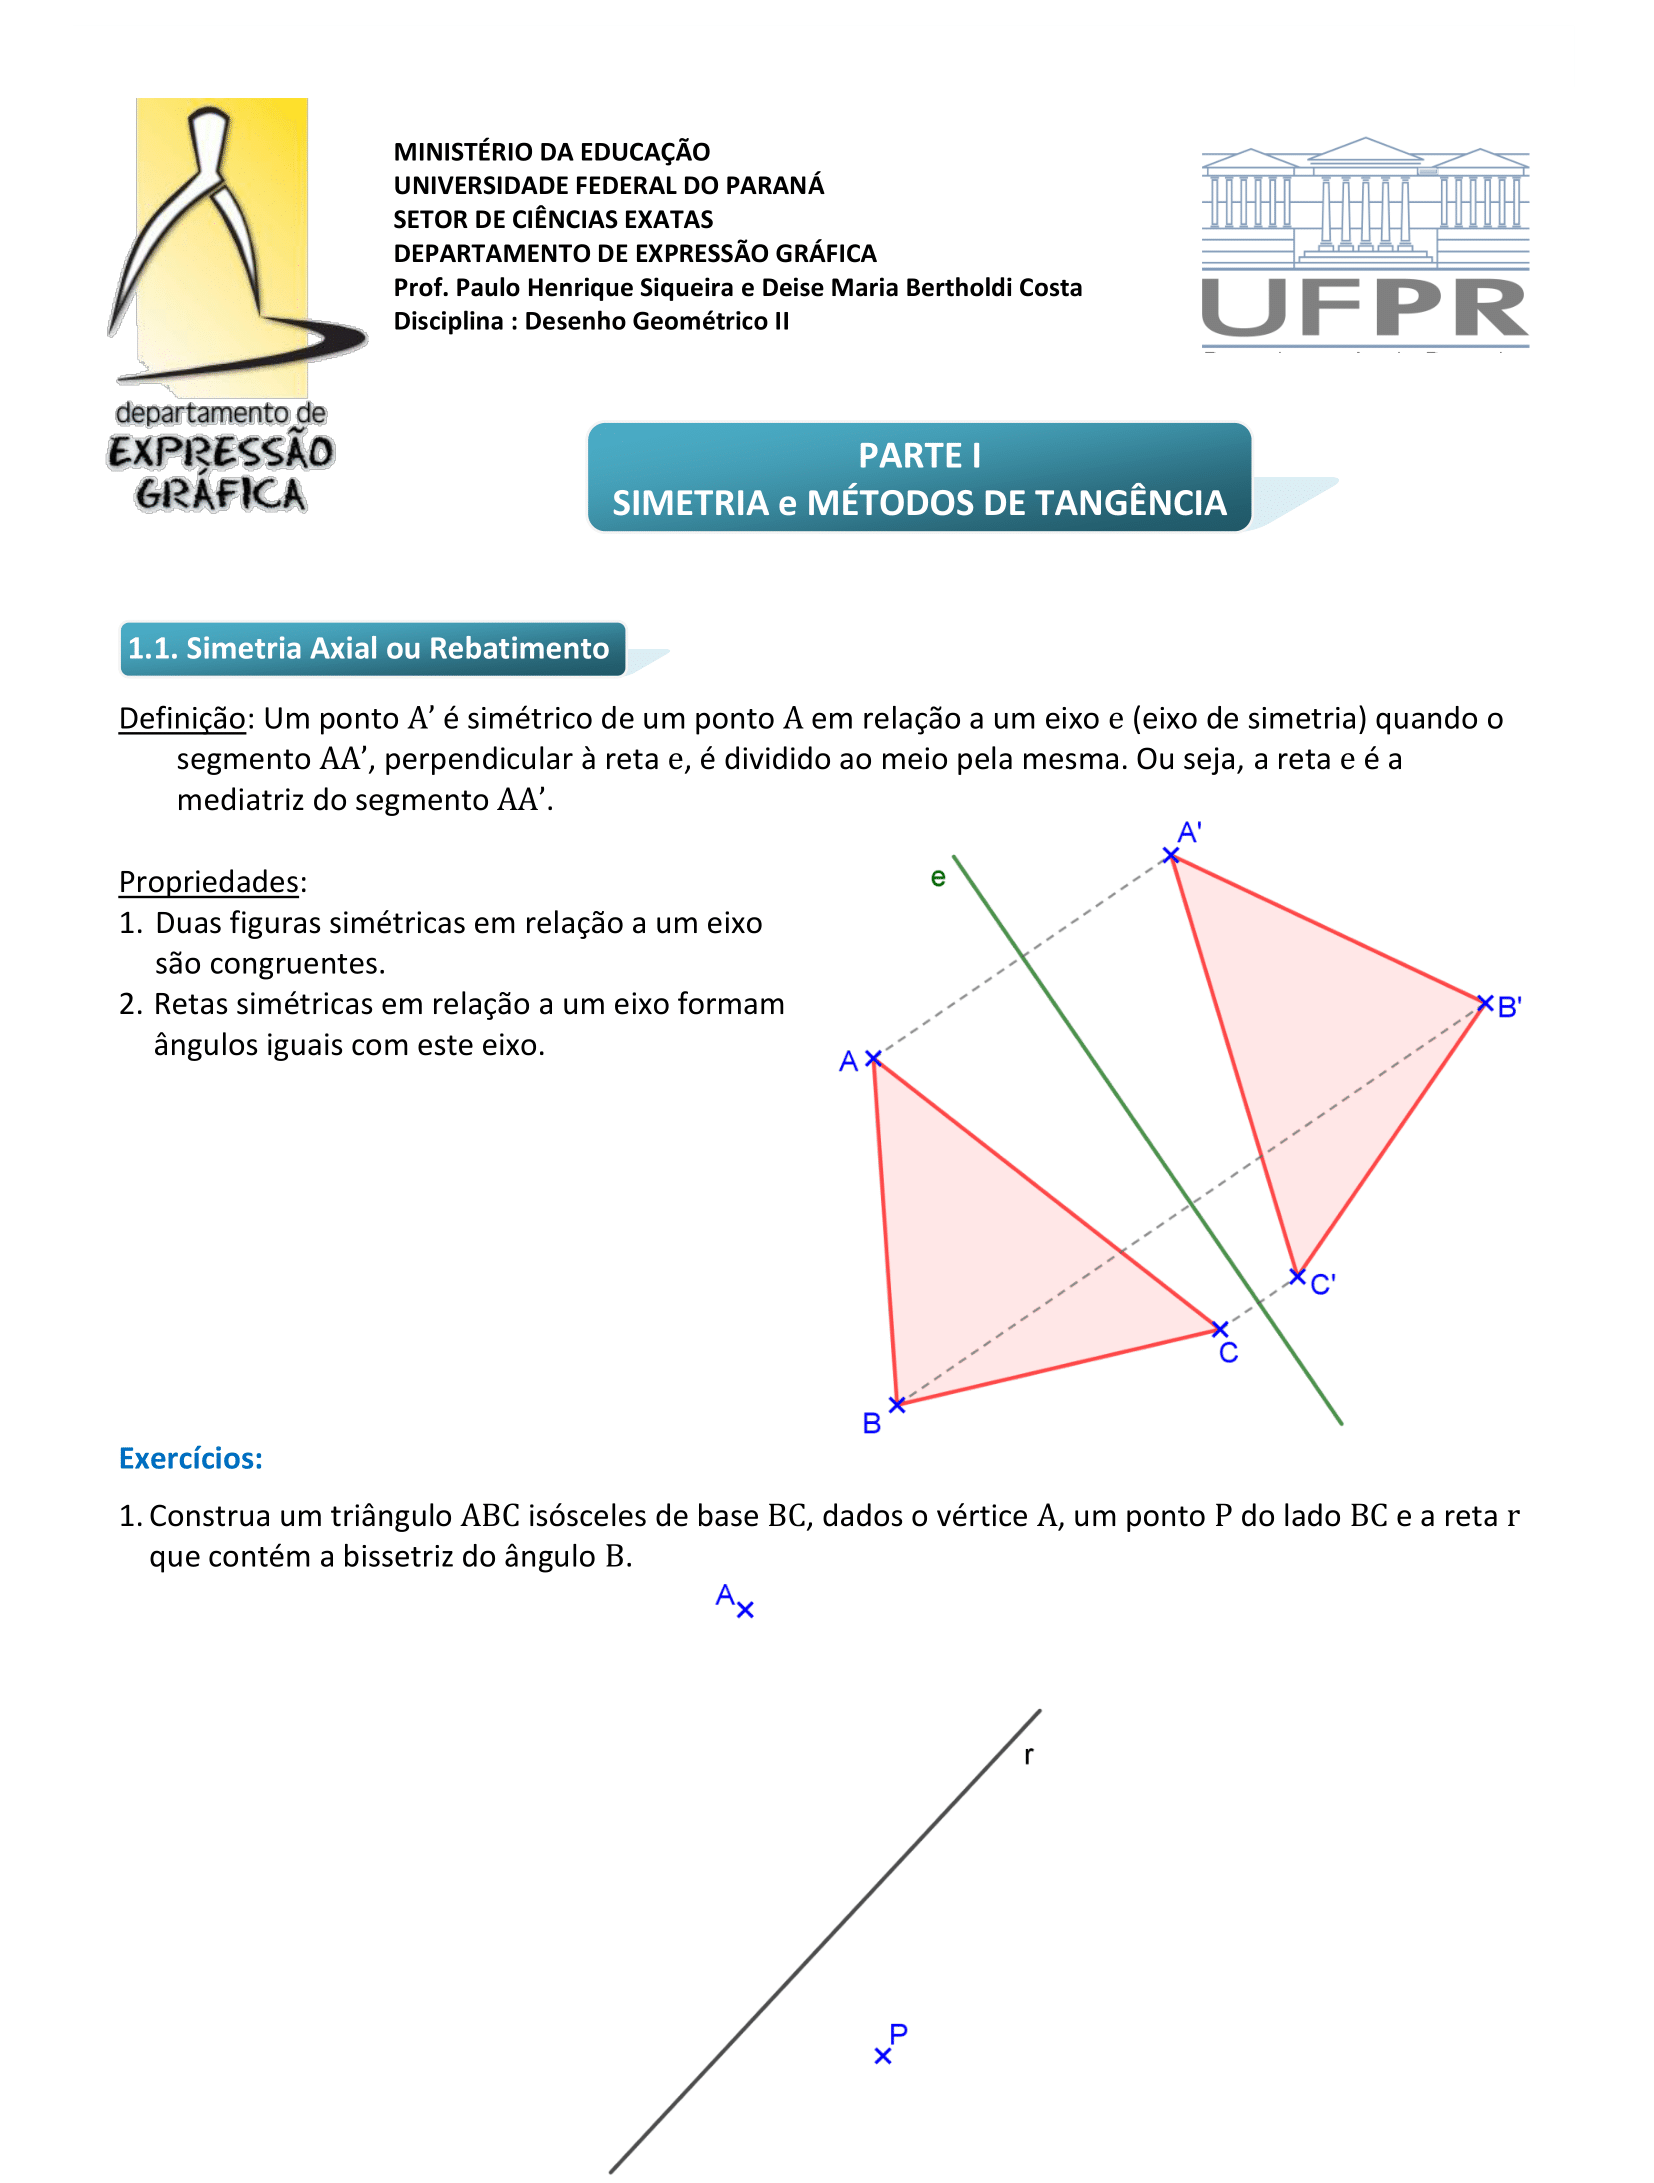 MINISTÉRIO DA EDUCAÇÃO
UNIVERSIDADE FEDERAL DO PARANÁ
SETOR DE CIÊNCIAS EXATAS
DEPARTAMENTO DE EXPRESSÃO GRÁFICA
Prof. Paulo Henrique Siqueira e Deise Maria Bertholdi Costa
Disciplina : Desenho Geométrico II
UFPR
departamento de
EXPRESSÃO
GRÁFICA
PARTE I
SIMETRIA e MÉTODOS DE TANGÊNCIA
1.1. Simetria Axial ou Rebatimento
Definição: Um ponto A’ é simétrico de um ponto A em relação a um eixo e (eixo de simetria) quando o
segmento AA’, perpendicular à reta e, é dividido ao meio pela mesma. Ou seja, a reta e é a
mediatriz do segmento AA’.
Propriedades:
1. Duas figuras simétricas em relação a um eixo
são congruentes.
2. Retas simétricas em relação a um eixo formam
ângulos iguais com este eixo.
A'
e
B'
A
C'
C
B
Exercícios:
1. Construa um triângulo ABC isósceles de base BC, dados o vértice A, um ponto P do lado BC e a reta r
que contém a bissetriz do ângulo B.
A
r
P